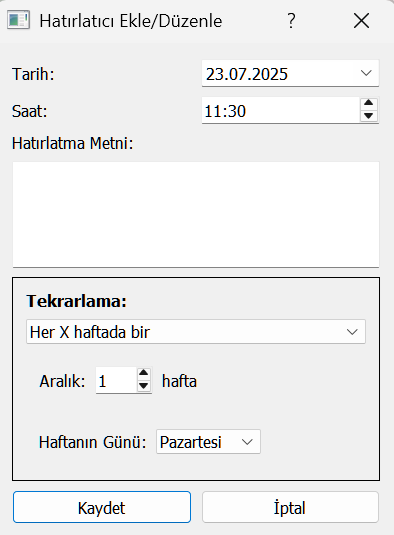 Hatırlatıcı Ekle/Düzenle ?
Tarih: 23.07.2025
Saat: 11:30
Hatırlatma Metni:
Tekrarlama:
Her X haftada bir
Aralık: 1 hafta
Haftanın Günü: Pazartesi
Kaydet İptal